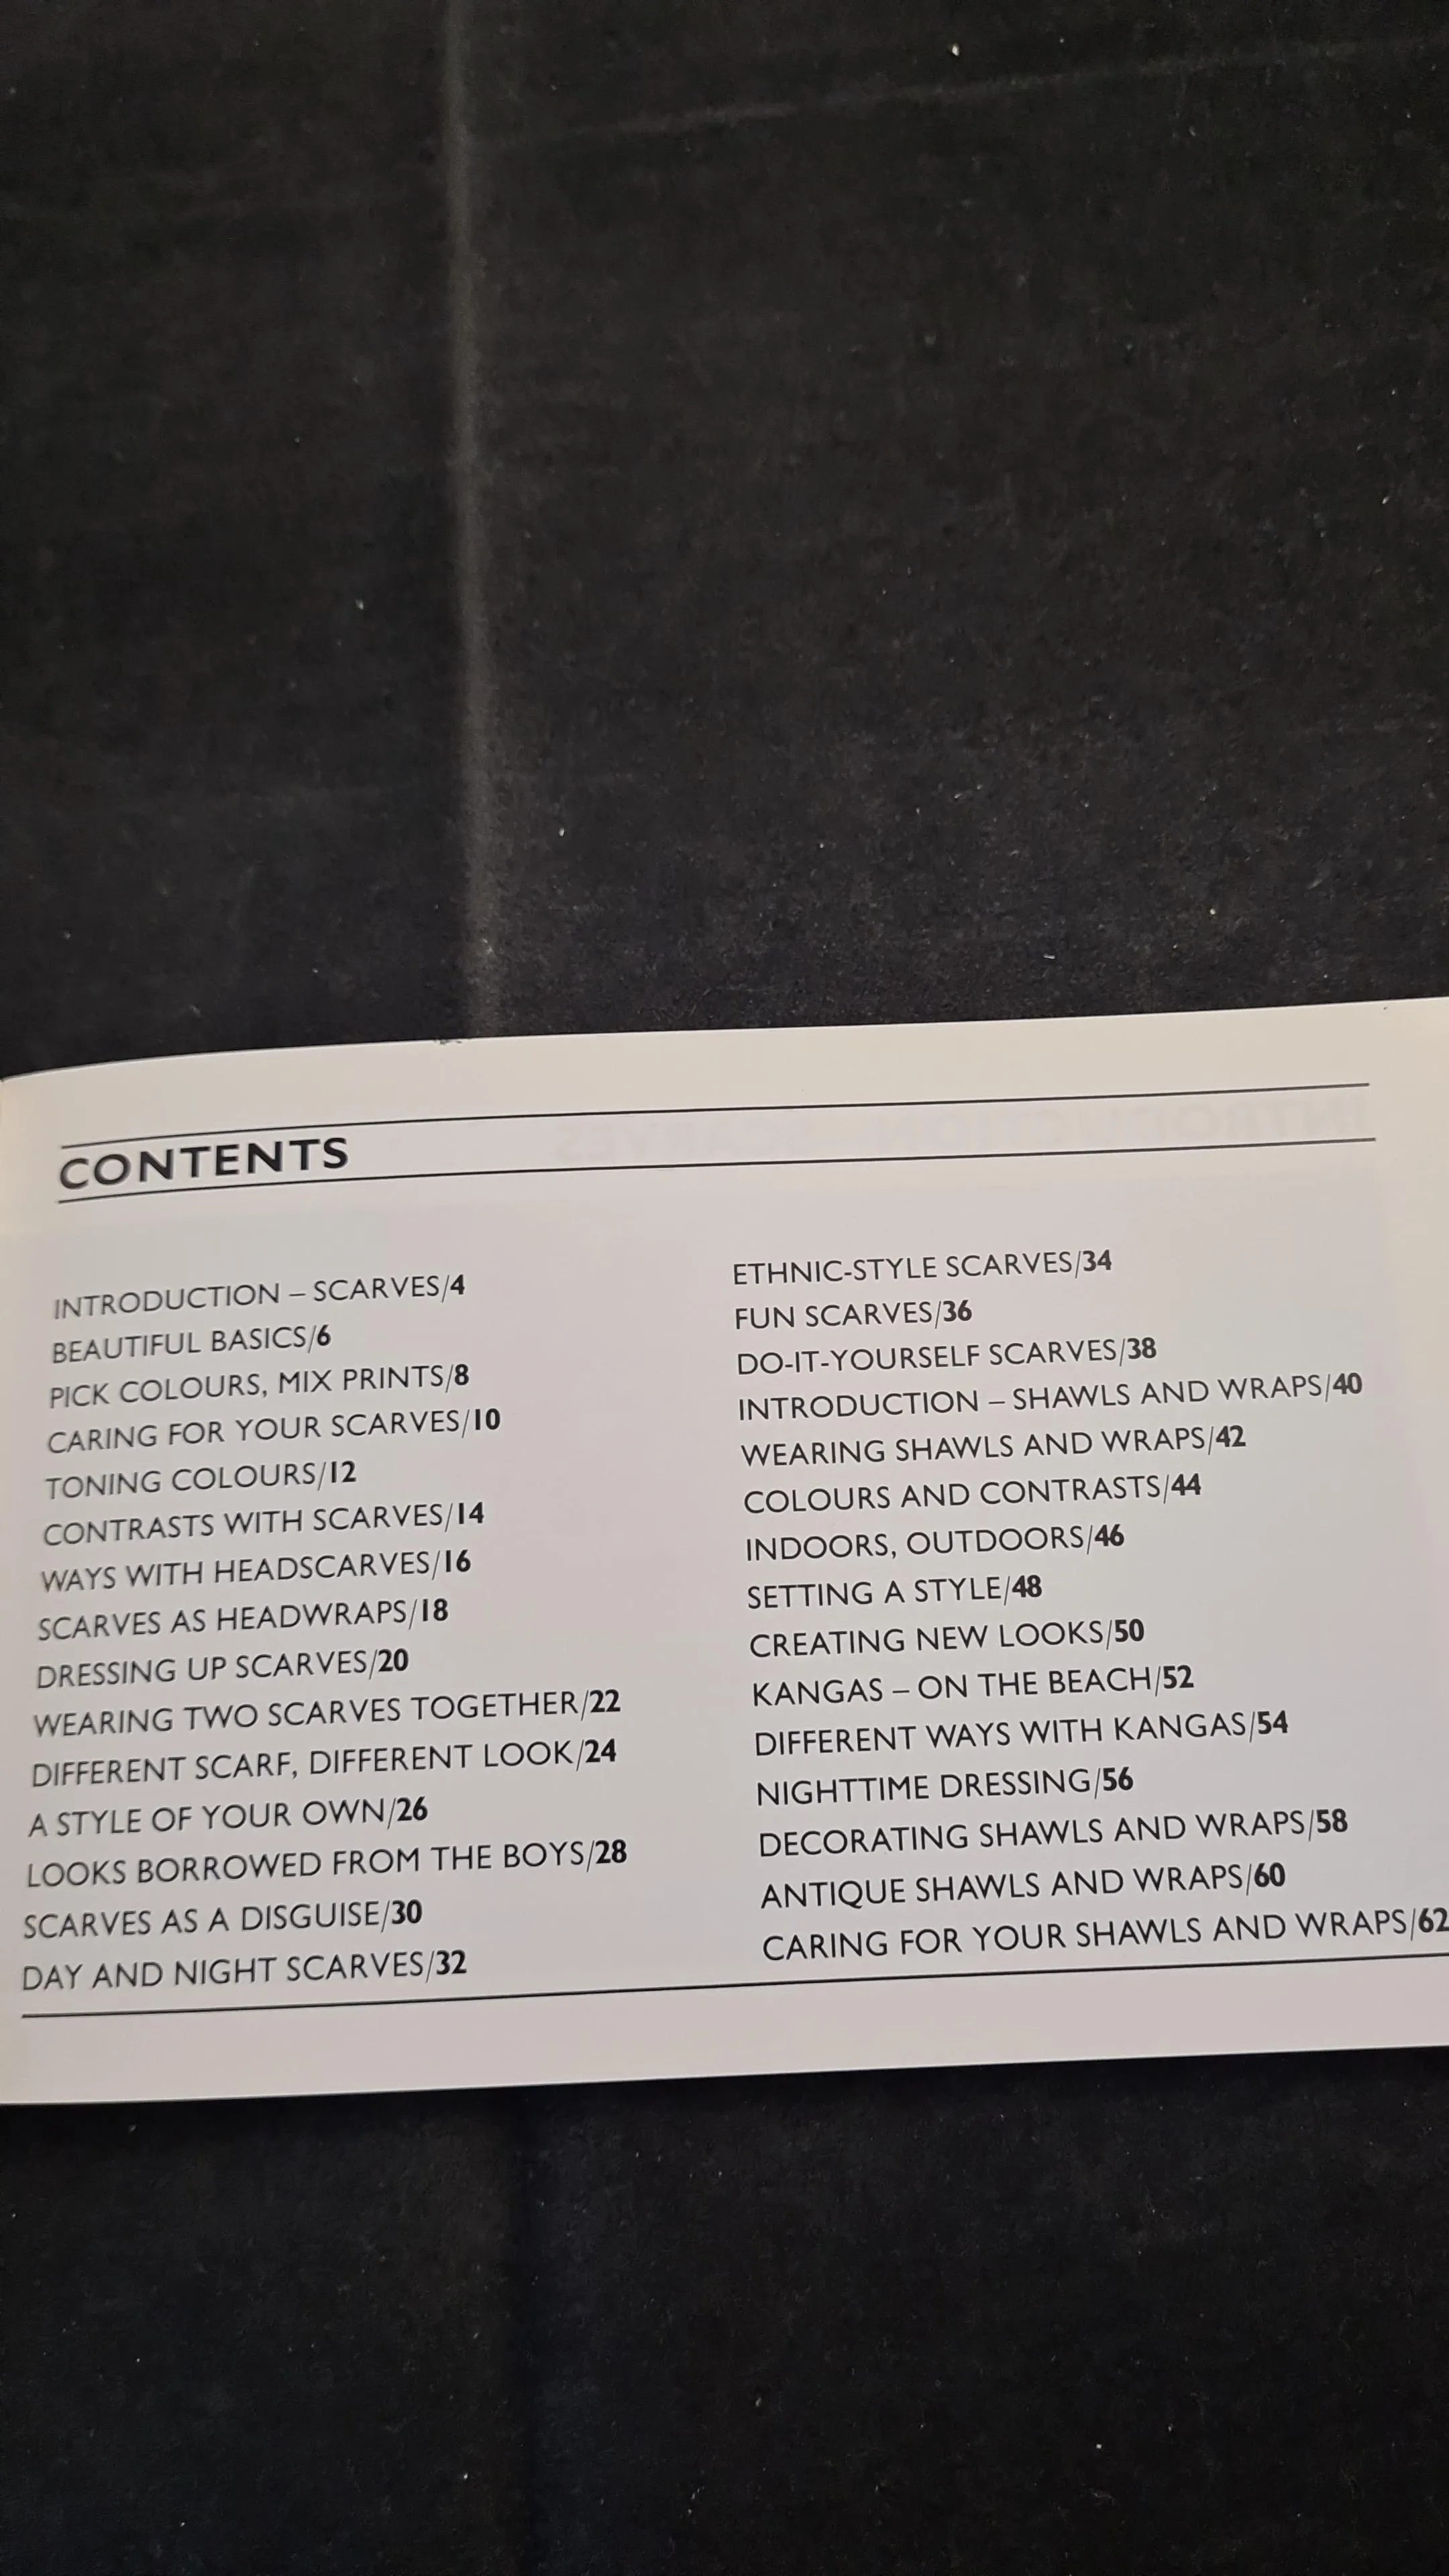 CONTENTS
INTRODUCTION – SCARVES/4
BEAUTIFUL BASICS/6
PICK COLOURS, MIX PRINTS/8
CARING FOR YOUR SCARVES/10
TONING COLOURS/12
CONTRASTS WITH SCARVES/14
WAYS WITH HEADSCARVES/16
SCARVES AS HEADWRAPS/18
DRESSING UP SCARVES/20
WEARING TWO SCARVES TOGETHER/22
DIFFERENT SCARF, DIFFERENT LOOK/24
A STYLE OF YOUR OWN/26
LOOKS BORROWED FROM THE BOYS/28
SCARVES AS A DISGUISE/30
DAY AND NIGHT SCARVES/32
ETHNIC-STYLE SCARVES/34
FUN SCARVES/36
DO-IT-YOURSELF SCARVES/38
INTRODUCTION – SHAWLS AND WRAPS/40
WEARING SHAWLS AND WRAPS/42
COLOURS AND CONTRASTS/44
INDOORS, OUTDOORS/46
SETTING A STYLE/48
CREATING NEW LOOKS/50
KANGAS – ON THE BEACH/52
DIFFERENT WAYS WITH KANGAS/54
NIGHTTIME DRESSING/56
DECORATING SHAWLS AND WRAPS/58
ANTIQUE SHAWLS AND WRAPS/60
CARING FOR YOUR SHAWLS AND WRAPS/62